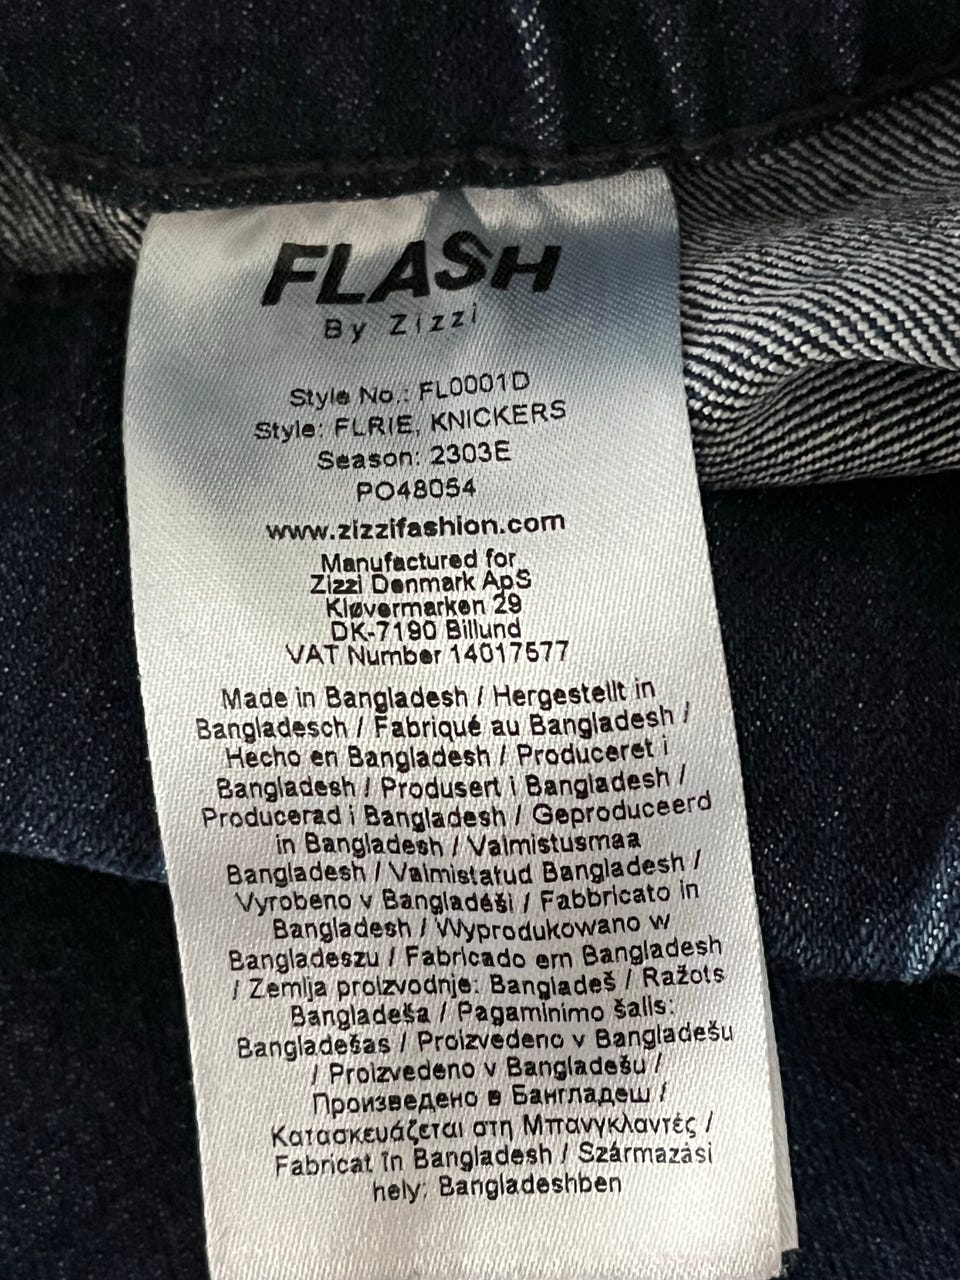 FLASH
By Zizzi
Style No.: FL0001D
Style: FLRIE, KNICKERS
Season: 2303E
PO48054
www.zizzifashion.com
Manufactured for
Zizzi Denmark ApS
Kløvermarken 29
DK-7190 Billund
VAT Number 14017577
Made in Bangladesh / Hergestellt in
Bangladesch / Fabriqué au Bangladesh /
Hecho en Bangladesh / Produceret i
Bangladesh / Produsert i Bangladesh /
Producerad i Bangladesh / Geproduceerd
in Bangladesh / Valmistusmaa
Bangladesh / Valmistatud Bangladesh /
Vyrobeno v Bangladéši / Fabbricato in
Bangladesh / Wyprodukowano w
Bangladeszu / Fabricado em Bangladesh
/ Zemlja proizvodnje: Bangladeš / Ražots
Bangladeša / Pagaminimo šalis:
Bangladešas / Proizvedeno v Bangladešu
/ Proizvedeno v Bangladešu /
Произведено в Бангладеш /
Κατασκευάζεται στη Μπανγκλαντές /
Fabricat în Bangladesh / Származási
hely: Bangladeshben